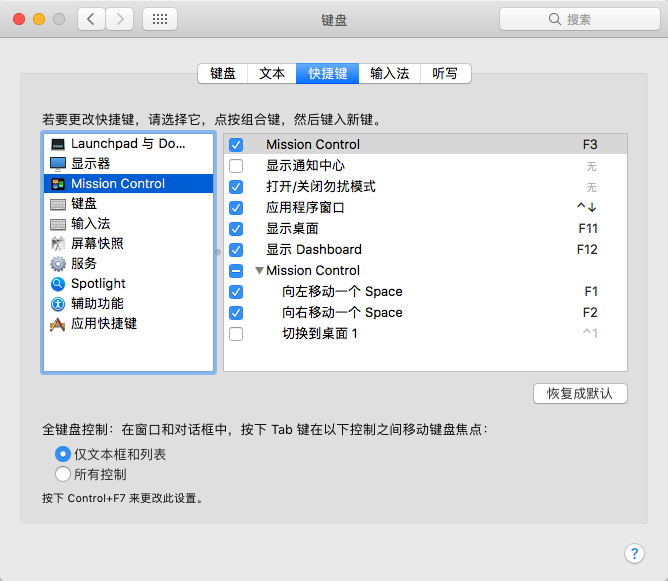 键盘
搜索
键盘 文本 快捷键 输入法 听写
若要更改快捷键，请选择它，点按组合键，然后键入新键。
Launchpad 与 Do...
显示器
Mission Control
键盘
输入法
屏幕快照
服务
Spotlight
辅助功能
应用快捷键
Mission Control F3
显示通知中心 无
打开/关闭勿扰模式 无
应用程序窗口 ^↓
显示桌面 F11
显示 Dashboard F12
Mission Control
向左移动一个 Space F1
向右移动一个 Space F2
切换到桌面 1 ^1
恢复成默认
全键盘控制：在窗口和对话框中，按下 Tab 键在以下控制之间移动键盘焦点：
仅文本框和列表
所有控制
按下 Control+F7 来更改此设置。
?